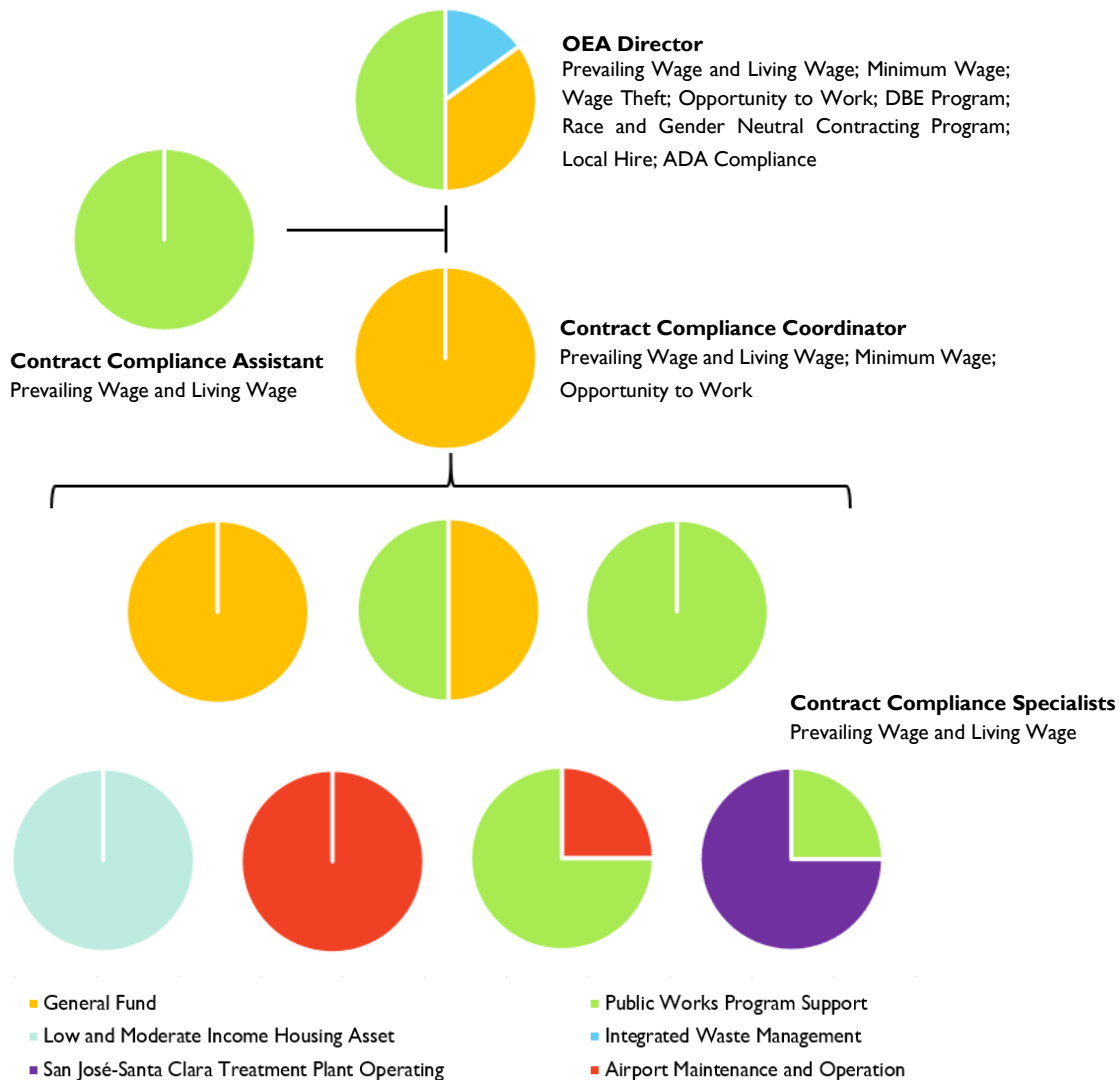 OEA Director
Prevailing Wage and Living Wage; Minimum Wage;
Wage Theft; Opportunity to Work; DBE Program;
Race and Gender Neutral Contracting Program;
Local Hire; ADA Compliance
Contract Compliance Assistant
Prevailing Wage and Living Wage
Contract Compliance Coordinator
Prevailing Wage and Living Wage; Minimum Wage;
Opportunity to Work
Contract Compliance Specialists
Prevailing Wage and Living Wage
General Fund
Public Works Program Support
Low and Moderate Income Housing Asset
Integrated Waste Management
San José-Santa Clara Treatment Plant Operating
Airport Maintenance and Operation